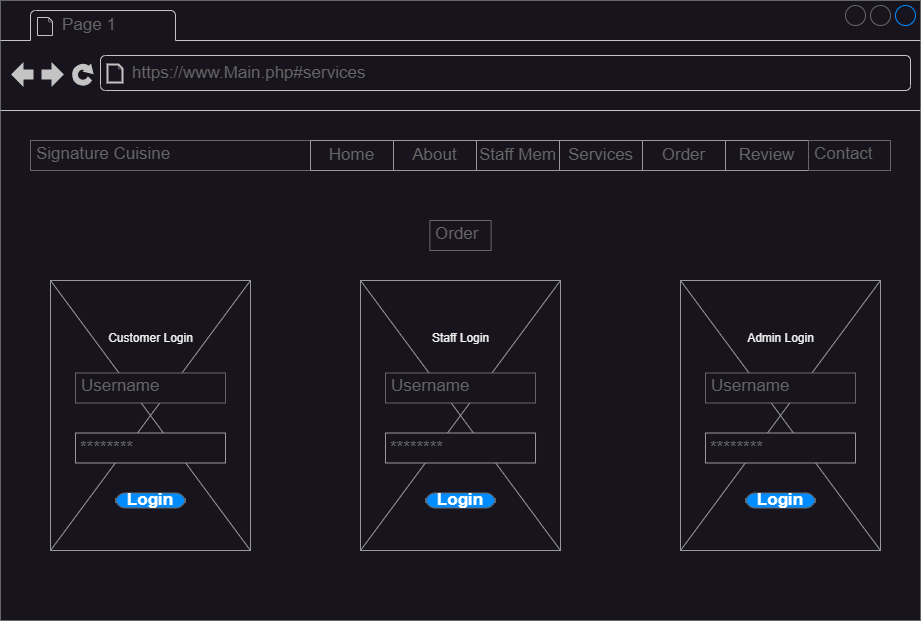 Page 1
https://www.Main.php#services
Signature Cuisine Home About Staff Mem Services Order Review Contact
Order
Customer Login Staff Login Admin Login
Username Username Username
******** ******** ********
Login Login Login